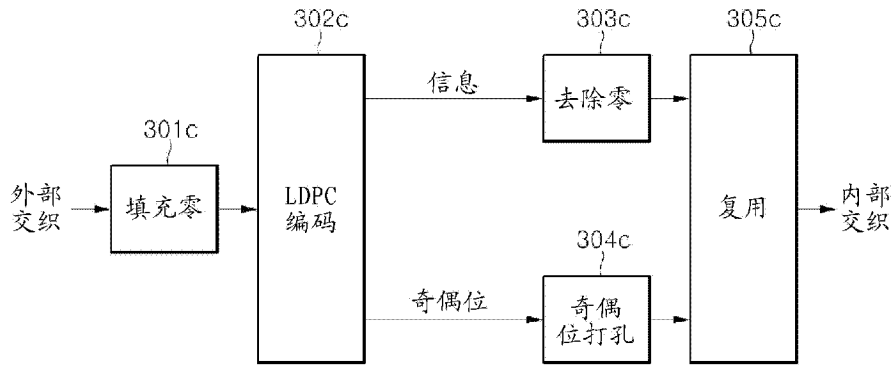 302c
303c
305c
信息
去除零
301c
外部
交织
填充零
LDPC
编码
复用
内部
交织
304c
奇偶位
奇偶
位打孔